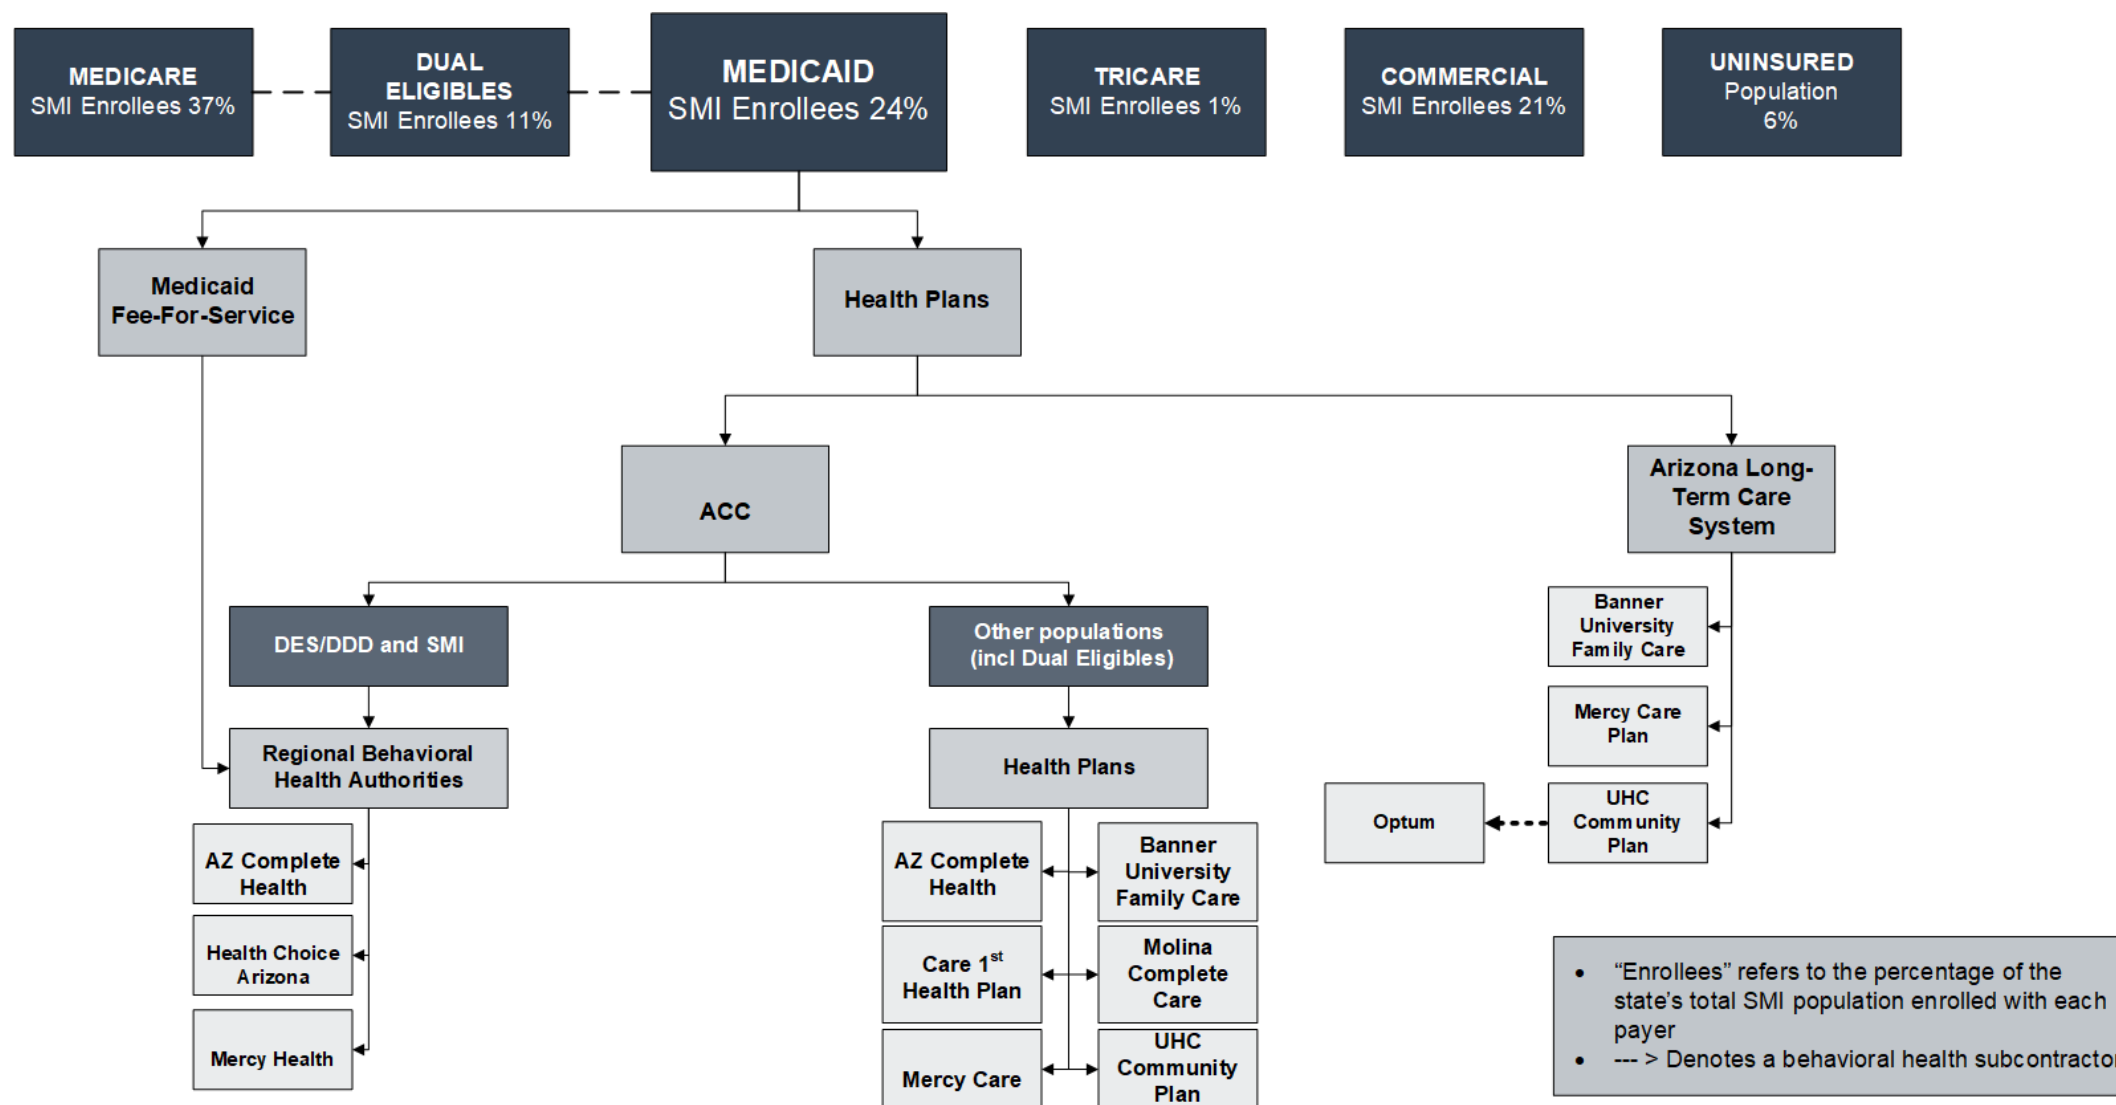 MEDICARE
SMI Enrollees 37%
DUAL
ELIGIBLES
SMI Enrollees 11%
MEDICAID
SMI Enrollees 24%
TRICARE
SMI Enrollees 1%
COMMERCIAL
SMI Enrollees 21%
UNINSURED
Population
6%
Medicaid
Fee-For-Service
Health Plans
ACC
Arizona Long-
Term Care
System
DES/DDD and SMI
Other populations
(incl Dual Eligibles)
Banner
University
Family Care
Mercy Care
Plan
UHC
Community
Plan
Optum
Regional Behavioral
Health Authorities
Health Plans
AZ Complete
Health
Health Choice
Arizona
Mercy Health
AZ Complete
Health
Banner
University
Family Care
Care 1st
Health Plan
Molina
Complete
Care
Mercy Care
UHC
Community
Plan
• “Enrollees” refers to the percentage of the
state’s total SMI population enrolled with each
payer
• --- > Denotes a behavioral health subcontractor